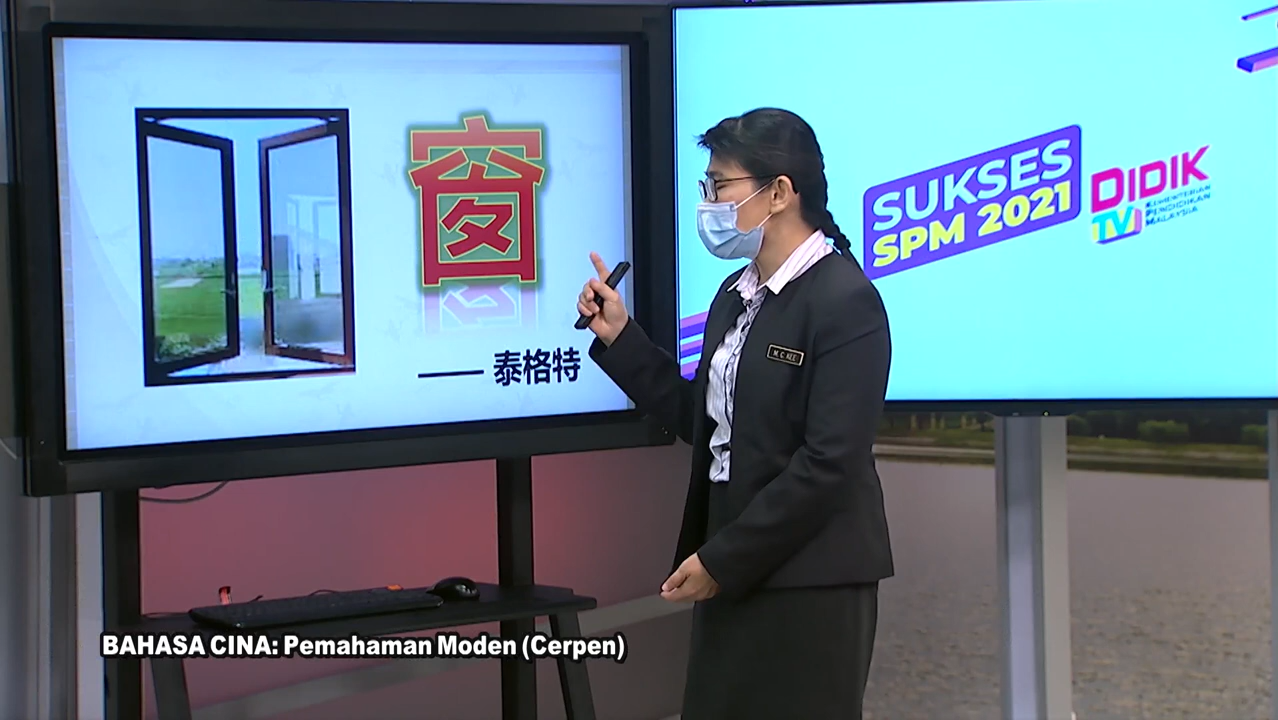 窗
—— 泰格特
SUKSES
SPM 2021
DIDIK
TV
KEMENTERIAN
PENDIDIKAN
MALAYSIA
M. C. KEE
BAHASA CINA: Pemahaman Moden (Cerpen)